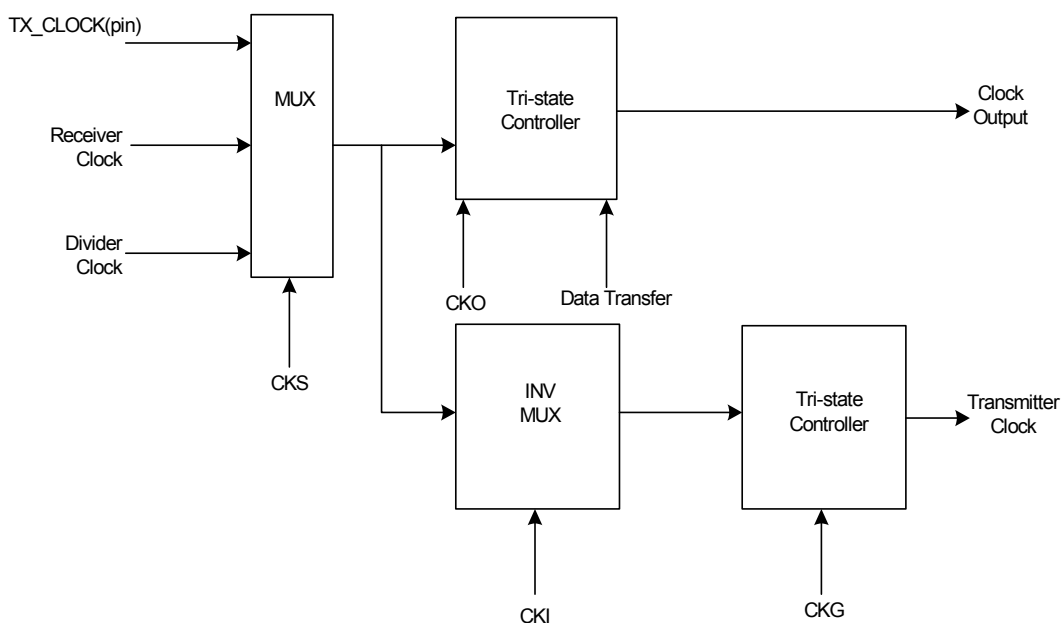 TX_CLOCK(pin)
MUX
Tri-state
Controller
Clock
Output
Receiver
Clock
Divider
Clock
CKO
Data Transfer
CKS
INV
MUX
Tri-state
Controller
Transmitter
Clock
CKI
CKG